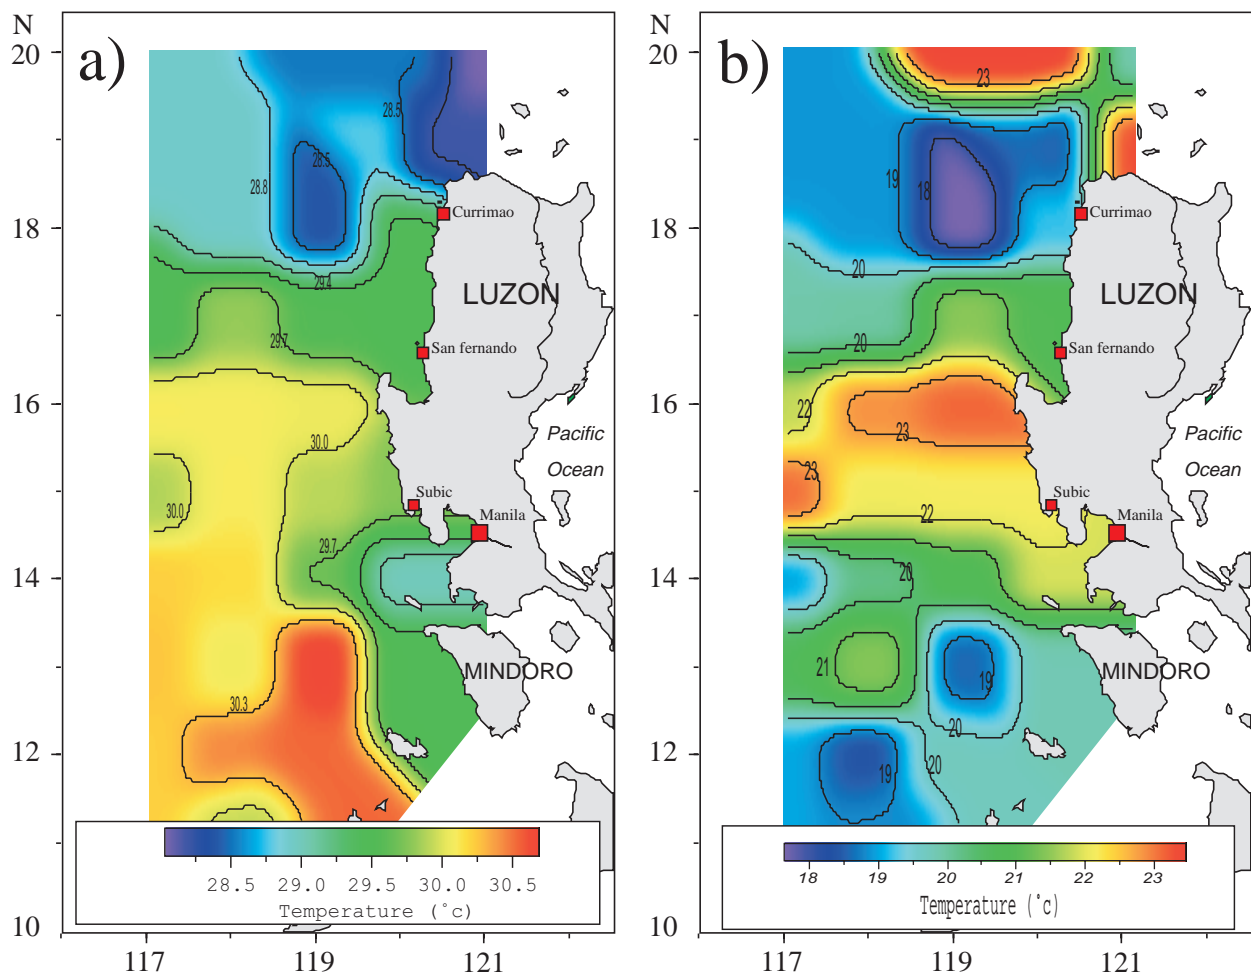 N
20
18
16
14
12
10
a)
28.5
28.5
28.8
29.4
29.7
30.0
30.0
29.7
30.3
Currimao
LUZON
San fernando
Pacific
Ocean
Subic
Manila
MINDORO
28.5 29.0 29.5 30.0 30.5
Temperature (°c)
117 119 121
N
20
18
16
14
12
10
b)
23
19
18
20
20
22
23
23
22
20
21
19
20
19
20
Currimao
LUZON
San fernando
Pacific
Ocean
Subic
Manila
MINDORO
18 19 20 21 22 23
Temperature (°c)
117 119 121